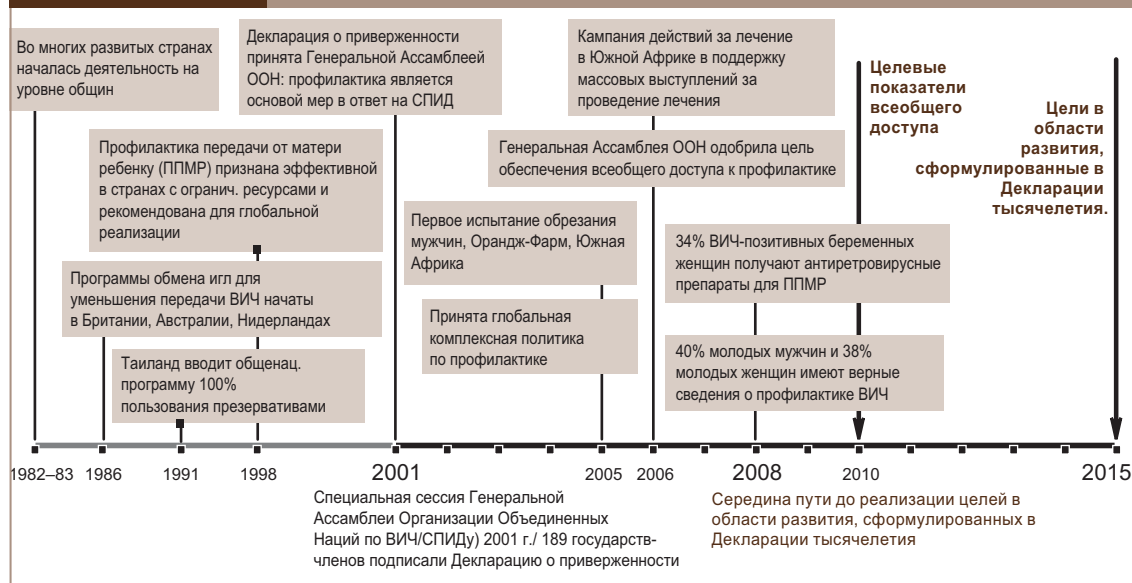 Во многих развитых странах
началась деятельность на
уровне общин
Декларация о приверженности
принята Генеральной Ассамблеей
ООН: профилактика является
основой мер в ответ на СПИД
Кампания действий за лечение
в Южной Африке в поддержку
массовых выступлений за
проведение лечения
Целевые
показатели
всеобщего
доступа
Цели в
области
развития,
сформулированные в
Декларации
тысячелетия.
Профилактика передачи от матери
ребенку (ППМР) признана эффективной
в странах с огранич. ресурсами и
рекомендована для глобальной
реализации
Генеральная Ассамблея ООН одобрила цель
обеспечения всеобщего доступа к профилактике
Первое испытание обрезания
мужчин, Орандж-Фарм, Южная
Африка
34% ВИЧ-позитивных беременных
женщин получают антиретровирусные
препараты для ППМР
Программы обмена игл для
уменьшения передачи ВИЧ начаты
в Британии, Австралии, Нидерландах
Принята глобальная
комплексная политика
по профилактике
40% молодых мужчин и 38%
молодых женщин имеют верные
сведения о профилактике ВИЧ
Таиланд вводит общенац.
программу 100%
пользования презервативами
1982–83 1986 1991 1998 2001 2005 2006 2008 2010 2015
Специальная сессия Генеральной
Ассамблеи Организации Объединенных
Наций по ВИЧ/СПИДу) 2001 г./ 189 государств-
членов подписали Декларацию о приверженности
Середина пути до реализации целей в
области развития, сформулированных в
Декларации тысячелетия